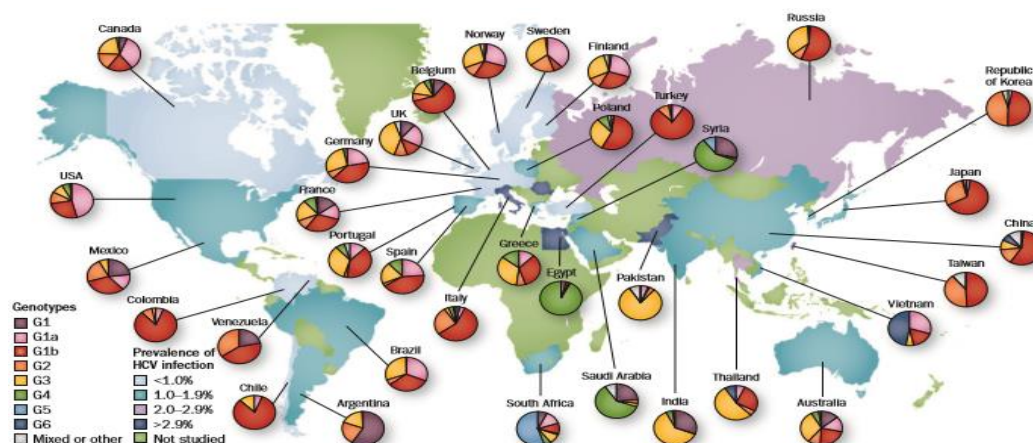 Canada
Norway
Sweden
Finland
Russia
Belgium
Republic
of Korea
UK
Poland
Turkey
Germany
Syria
USA
France
Japan
China
Mexico
Portugal
Spain
Greece
Egypt
Pakistan
Taiwan
Genotypes
G1
G1a
G1b
G2
G3
G4
G5
G6
Mixed or other
Colombia
Italy
Vietnam
Venezuela
Prevalence of
HCV infection
<1.0%
1.0–1.9%
2.0–2.9%
>2.9%
Not studied
Brazil
Chile
Argentina
South Africa
Saudi Arabia
India
Thailand
Australia